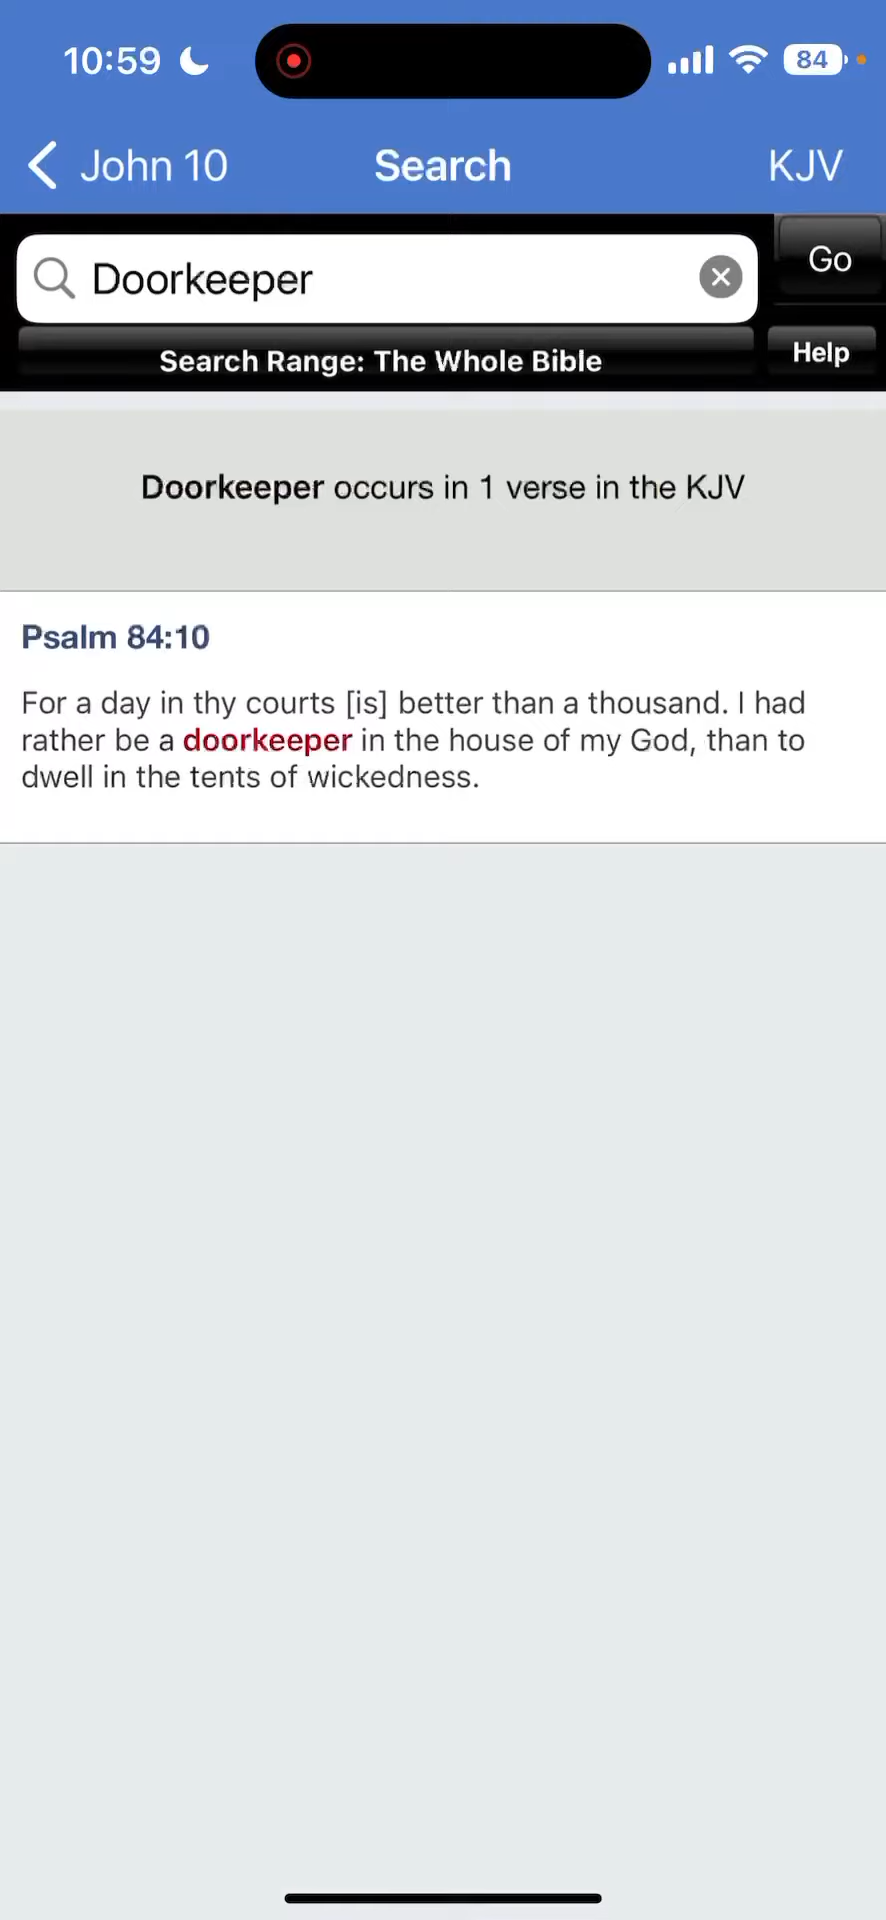 10:59
84
John 10
Search
KJV
Doorkeeper
Go
Search Range: The Whole Bible
Help
Doorkeeper occurs in 1 verse in the KJV
Psalm 84:10
For a day in thy courts [is] better than a thousand. I had
rather be a doorkeeper in the house of my God, than to
dwell in the tents of wickedness.